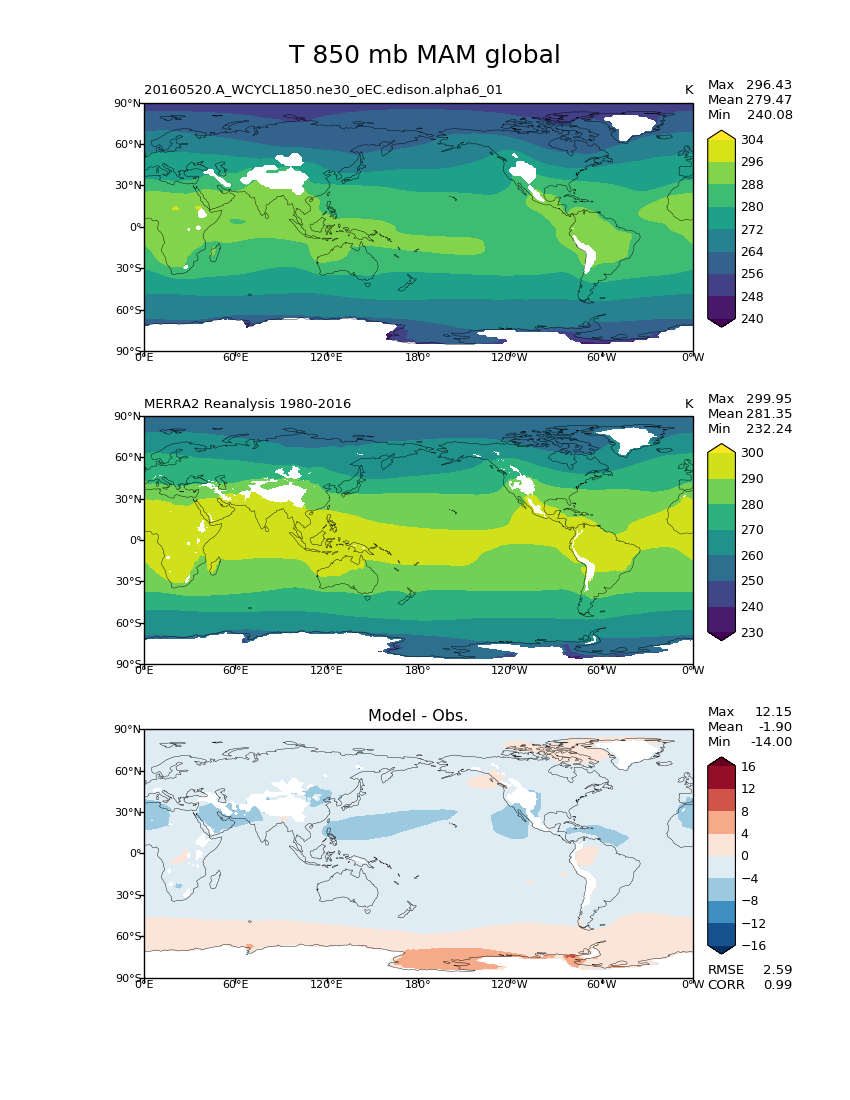 T 850 mb MAM global
20160520.A_WCYCL1850.ne30_oEC.edison.alpha6_01 K
Max 296.43
Mean 279.47
Min 240.08
90°N
60°N
30°N
0°
30°S
60°S
90°S
0°E 60°E 120°E 180° 120°W 60°W 0°W
304
296
288
280
272
264
256
248
240
MERRA2 Reanalysis 1980-2016 K
Max 299.95
Mean 281.35
Min 232.24
90°N
60°N
30°N
0°
30°S
60°S
90°S
0°E 60°E 120°E 180° 120°W 60°W 0°W
300
290
280
270
260
250
240
230
Model - Obs.
Max 12.15
Mean -1.90
Min -14.00
90°N
60°N
30°N
0°
30°S
60°S
90°S
0°E 60°E 120°E 180° 120°W 60°W 0°W
16
12
8
4
0
−4
−8
−12
−16
RMSE 2.59
CORR 0.99